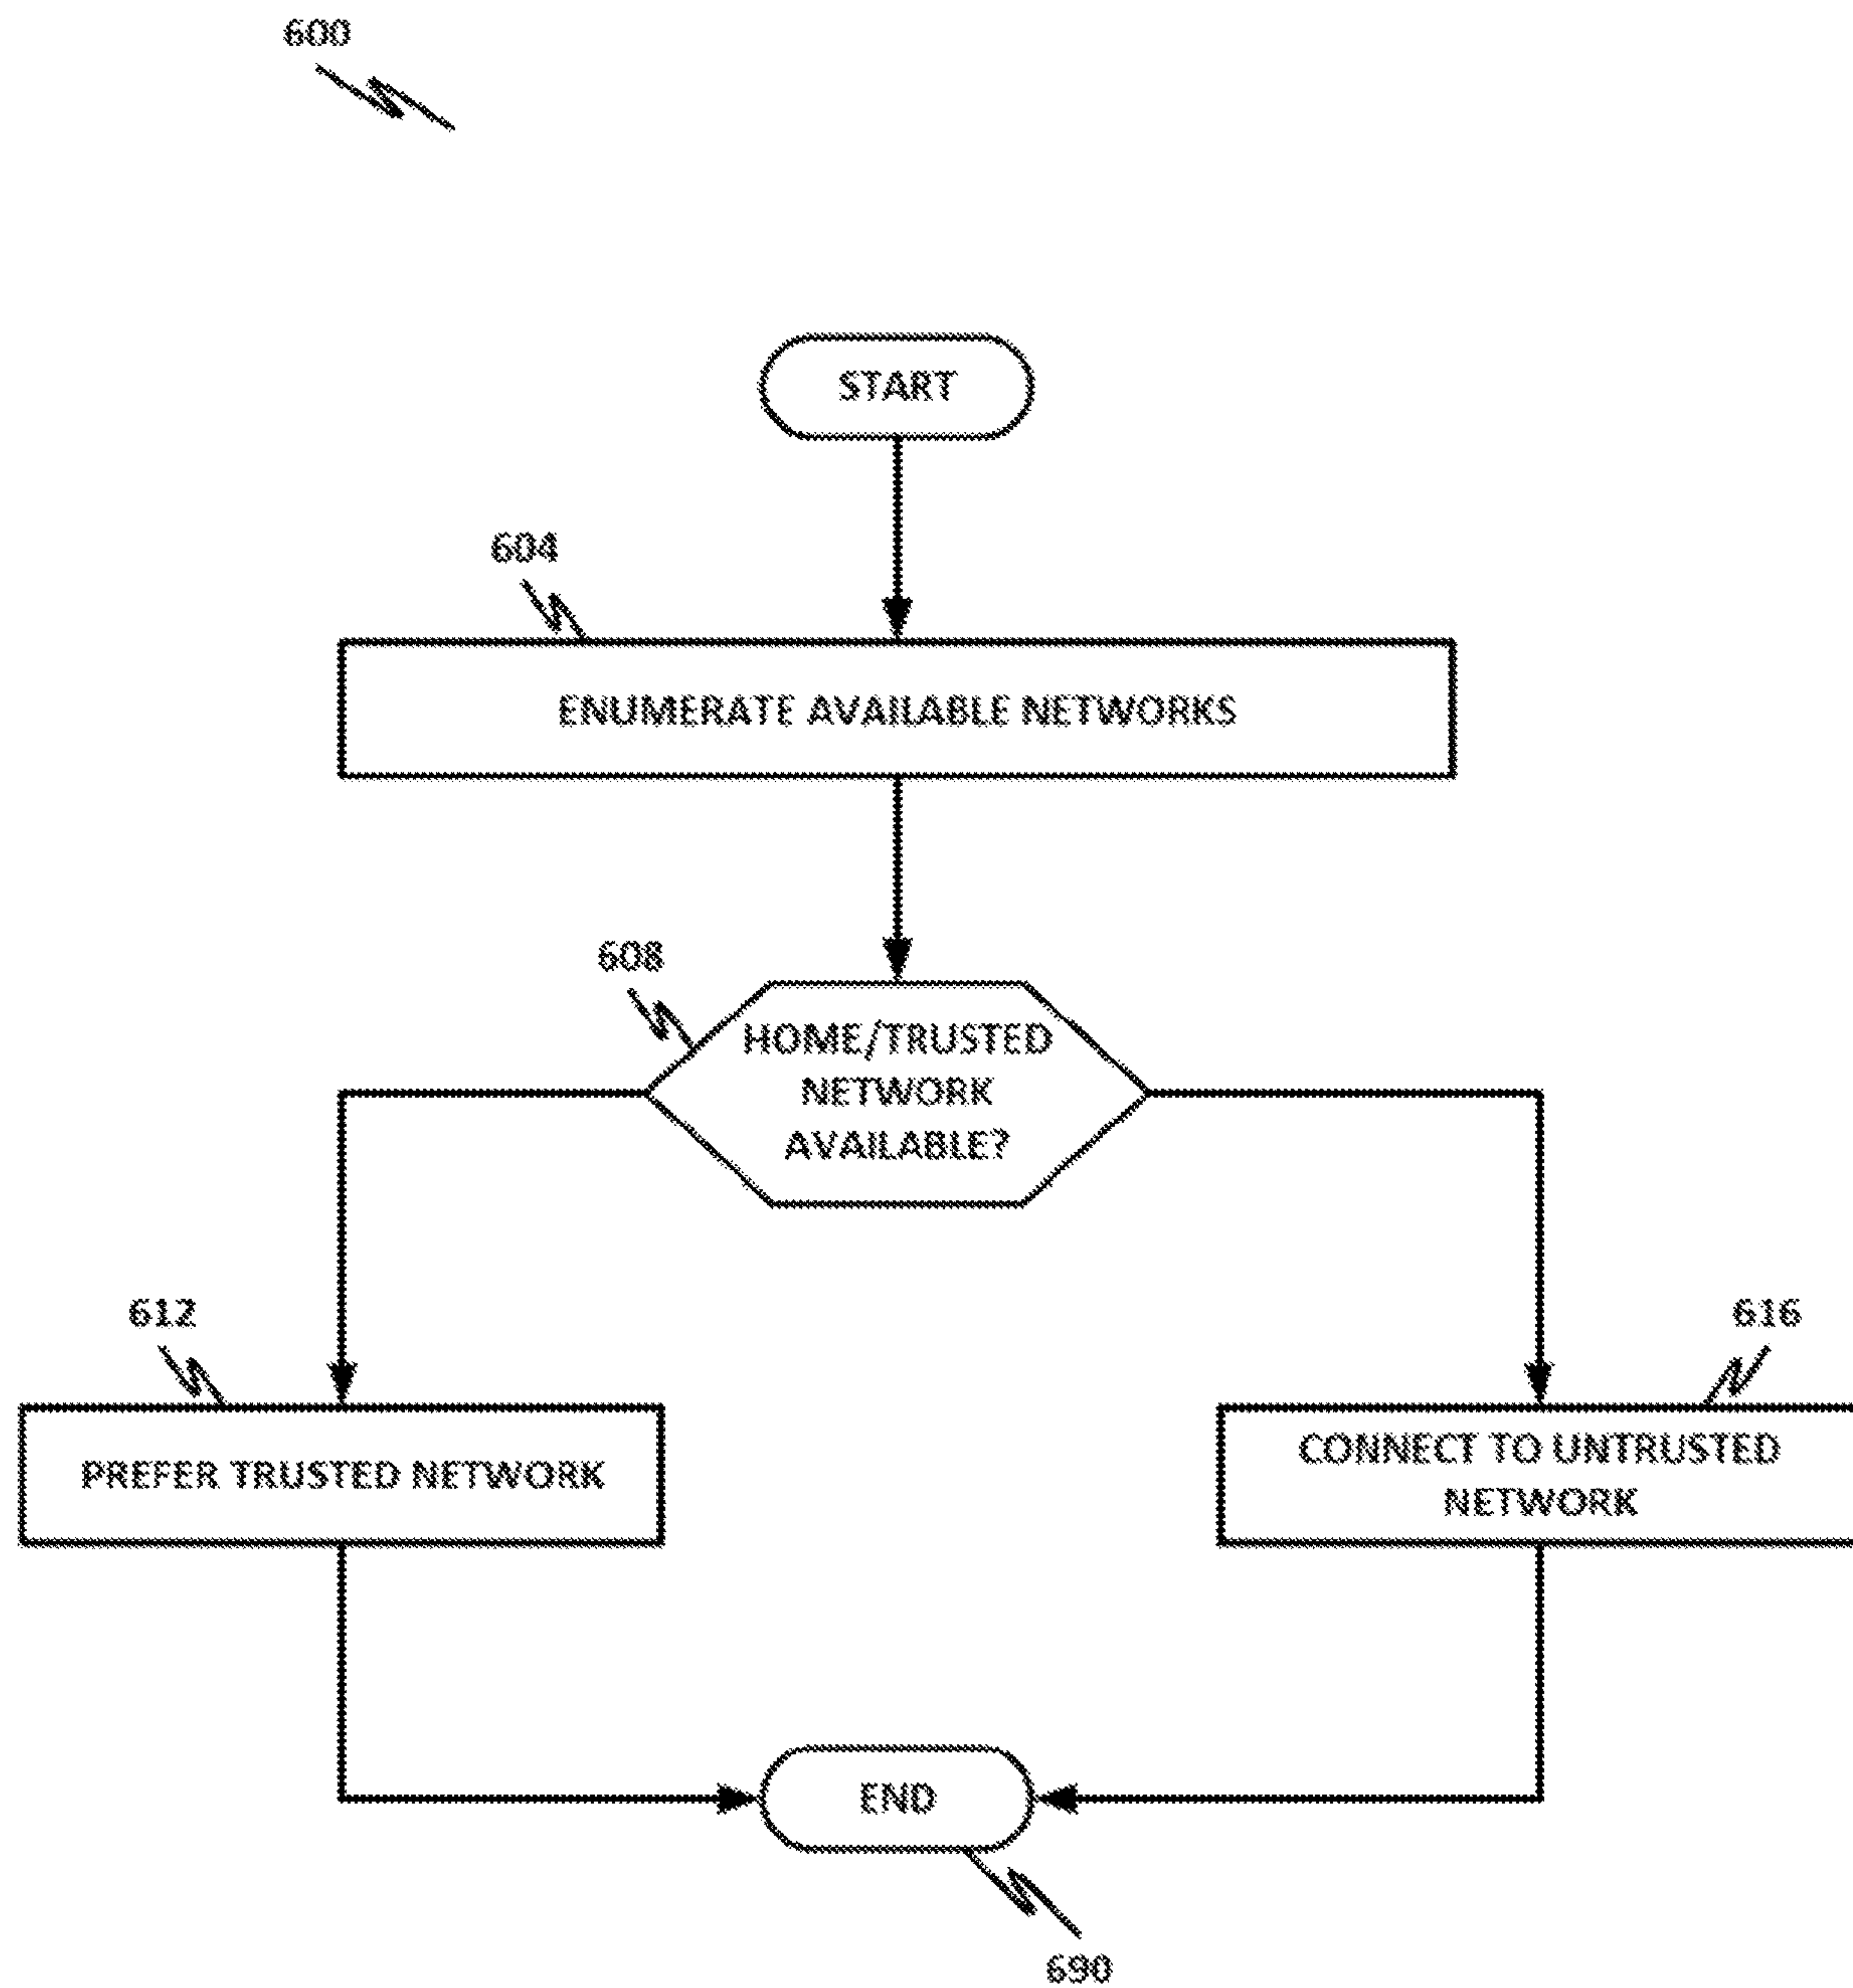 600
START
604
ENUMERATE AVAILABLE NETWORKS
608
HOME/TRUSTED
NETWORK
AVAILABLE?
612
616
PREFER TRUSTED NETWORK
CONNECT TO UNTRUSTED
NETWORK
END
690